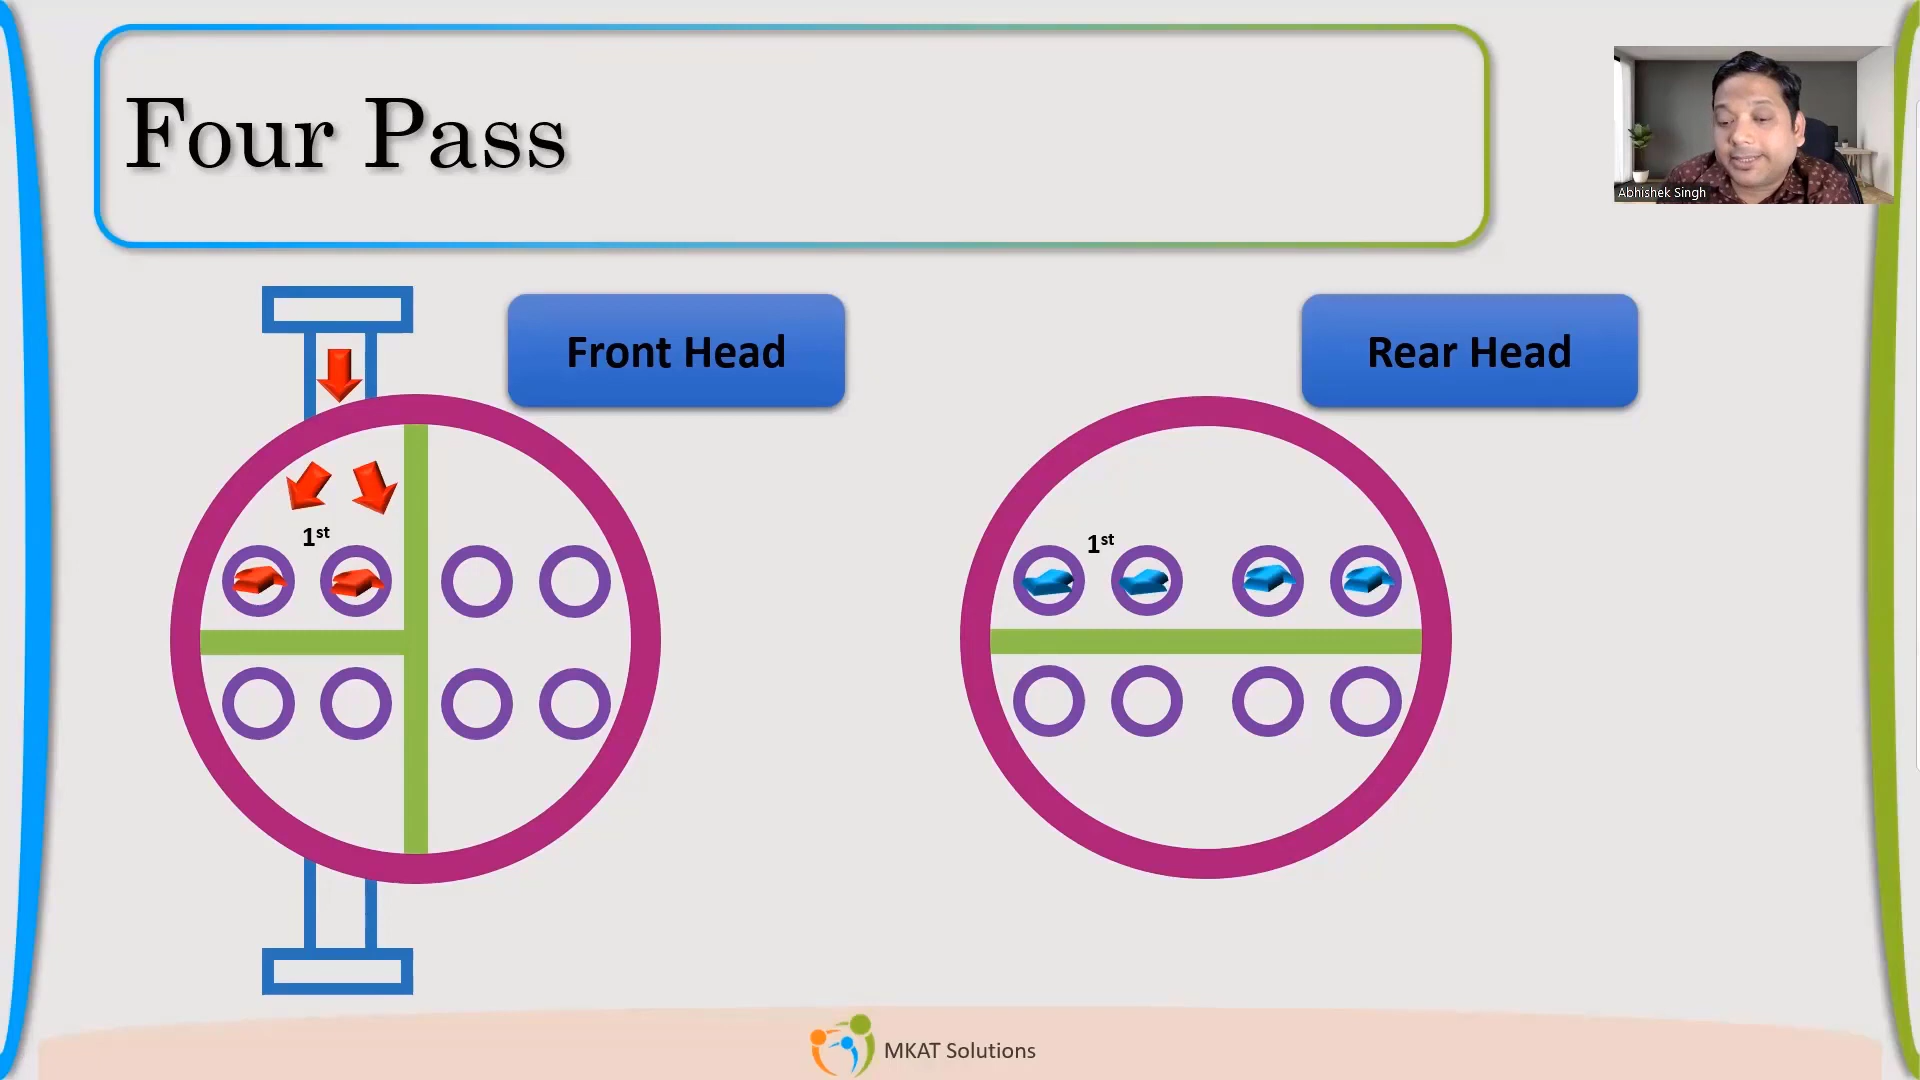 Four Pass
Abhishek Singh
Front Head
Rear Head
1st
1st
MKAT Solutions